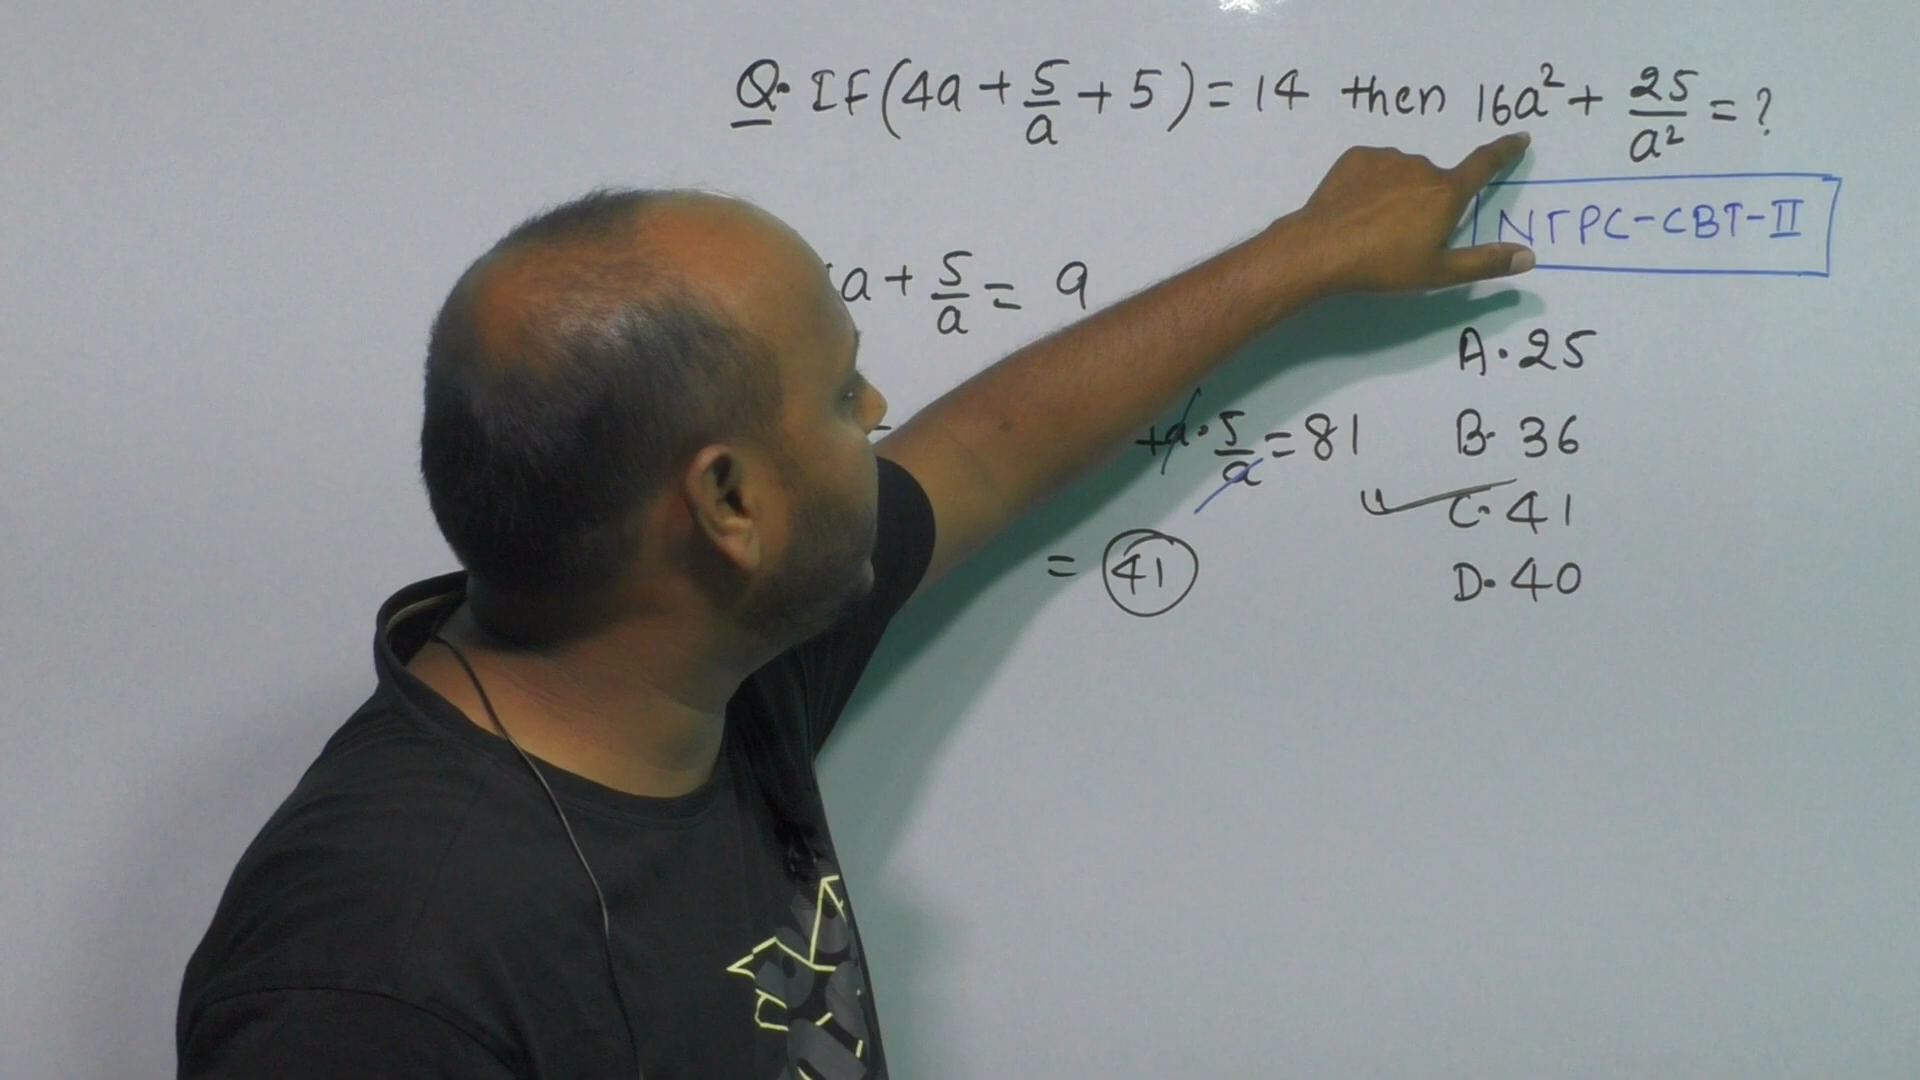 Q. If (4a + 5/a + 5) = 14 then 16a² + 25/a² = ?
NTPC-CBT-II
a + 5/a = 9
A. 25
4a · 5/a = 81
B. 36
C. 41
= 41
D. 40